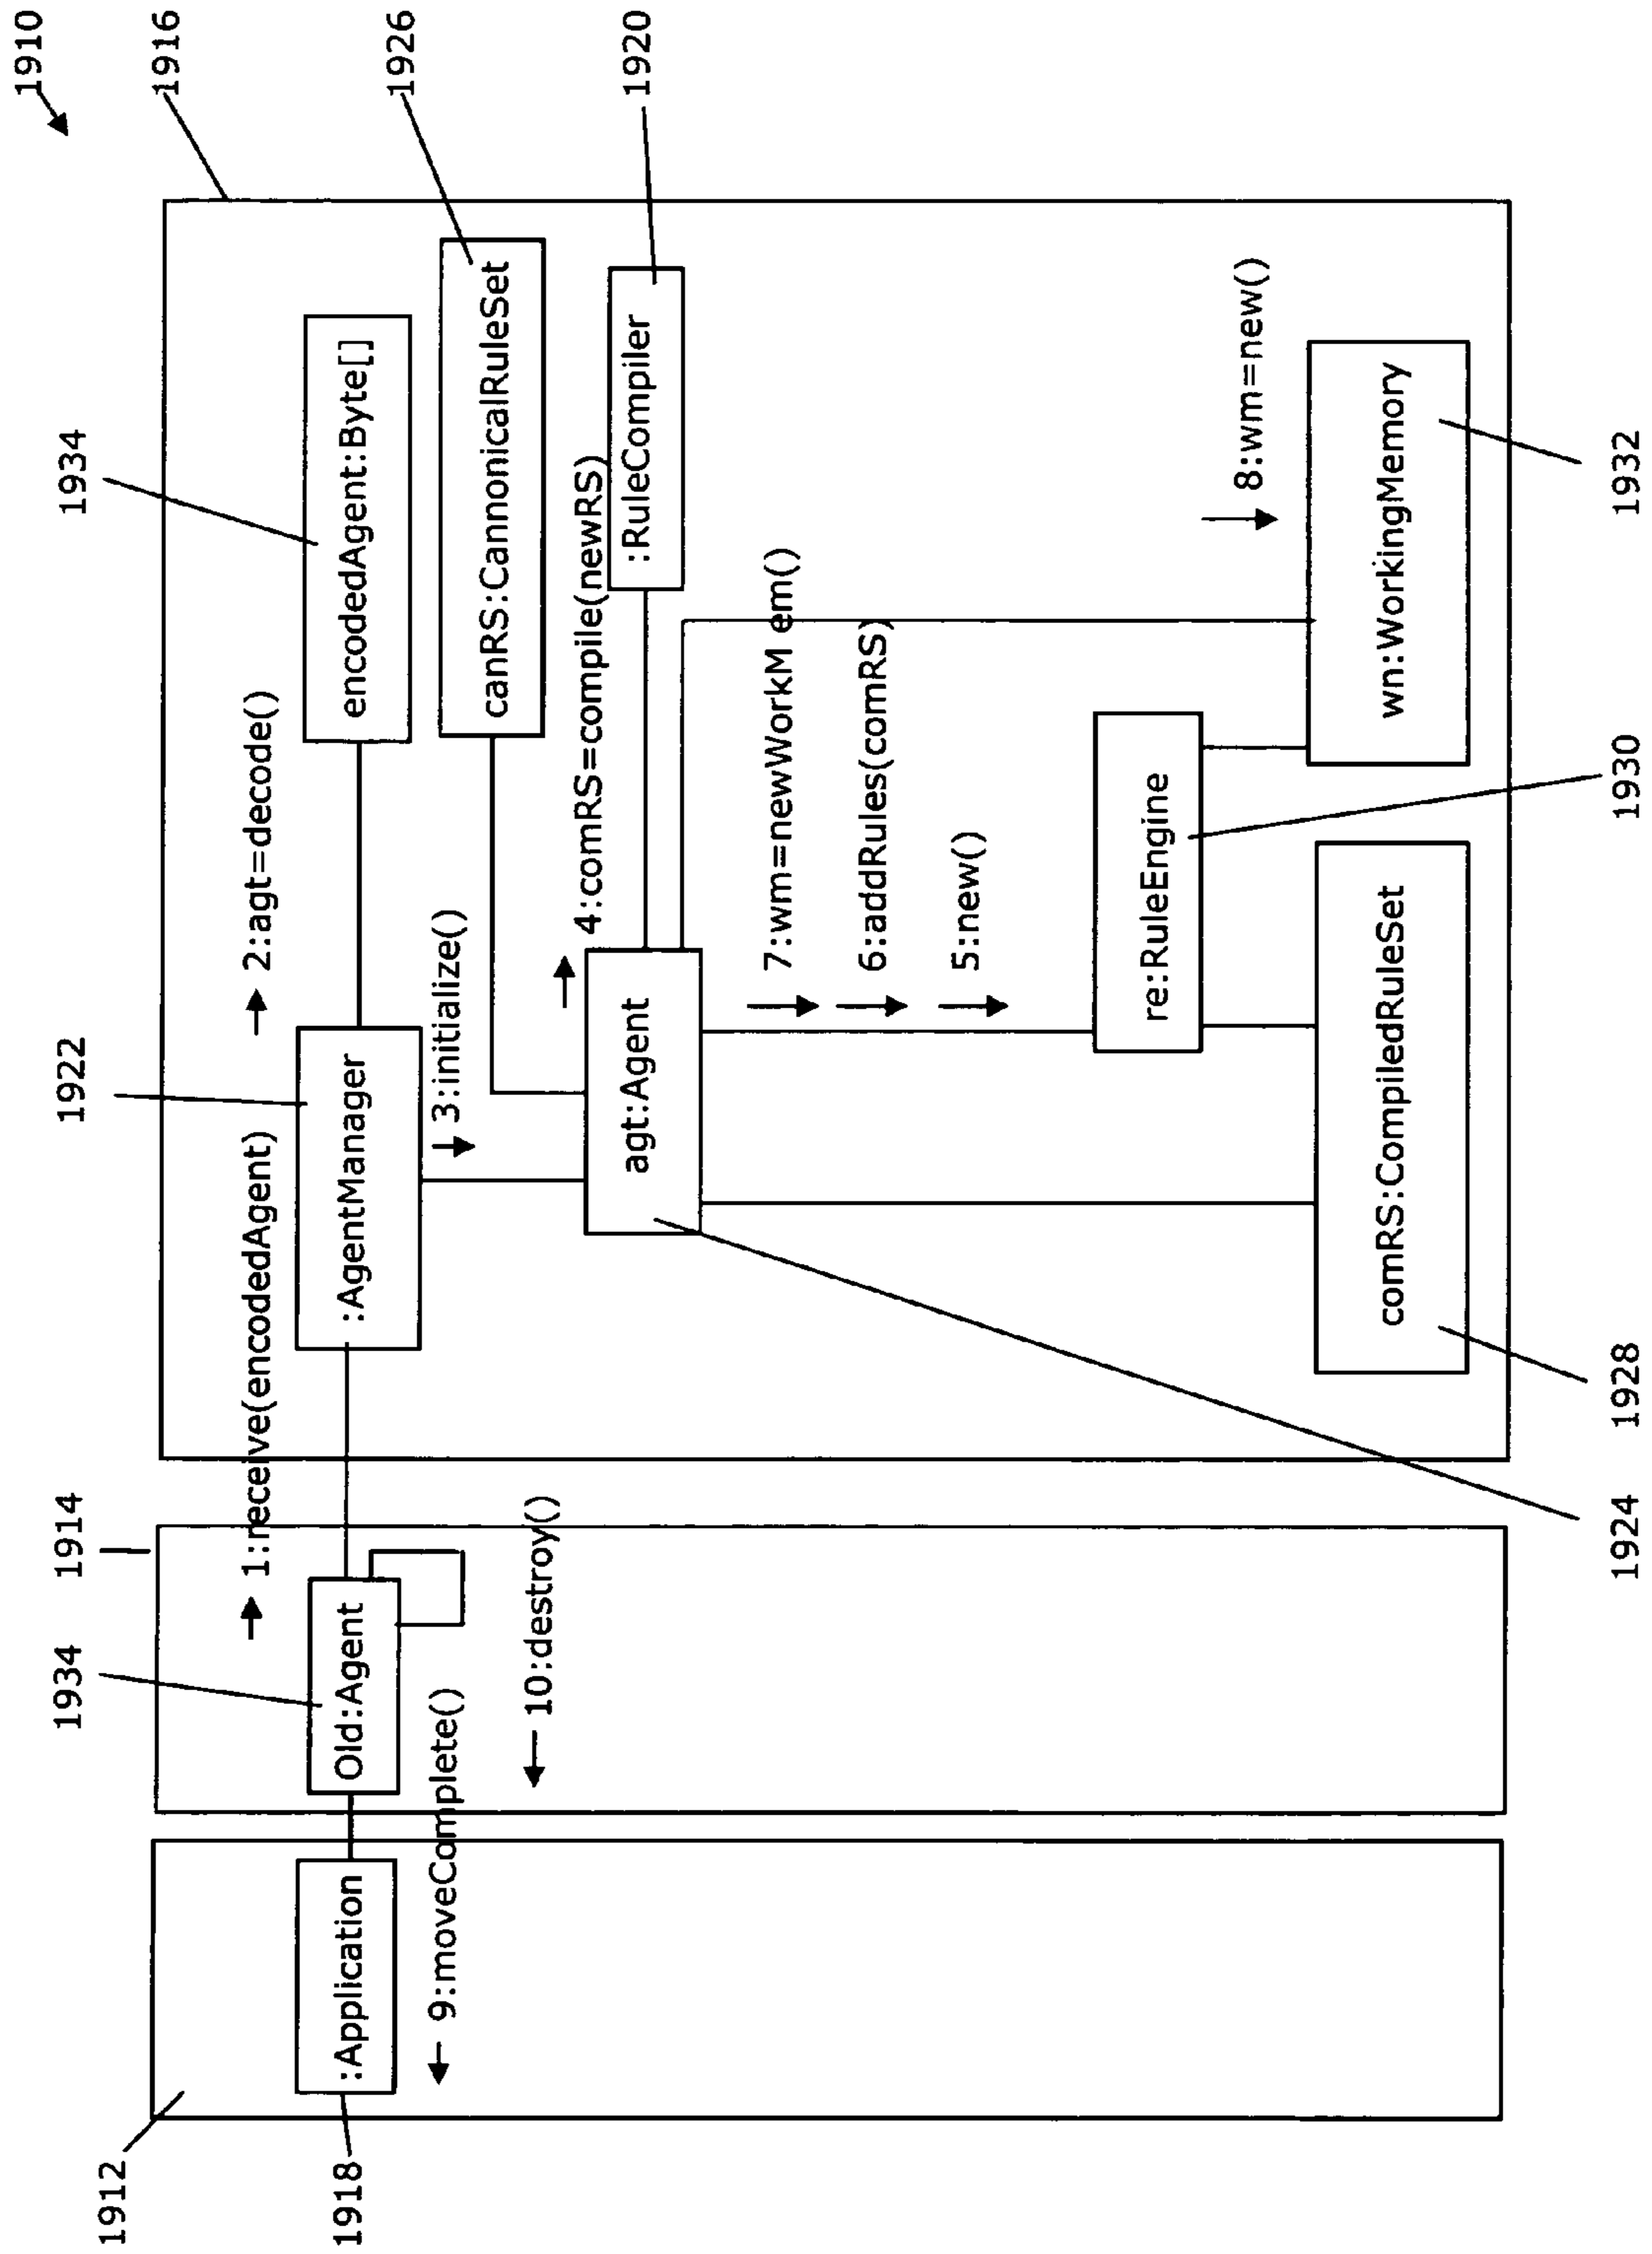 1910
1916
1926
1920
1934
1922
1914
1934
1912
1918
→ 1:receive(encodedAgent)
→ 2:agt=decode()
:Application
Old:Agent
:AgentManager
encodedAgent:Byte[]
9:moveComplete()
10:destroy()
3:initialize()
canRS:CannonicalRuleSet
4:comRS=compile(newRS)
:RuleCompiler
agt:Agent
7:wm=newWorkM em()
6:addRules(comRS)
5:new()
re:RuleEngine
8:wm=new()
comRS:CompiledRuleSet
wn:WorkingMemory
1924
1928
1930
1932